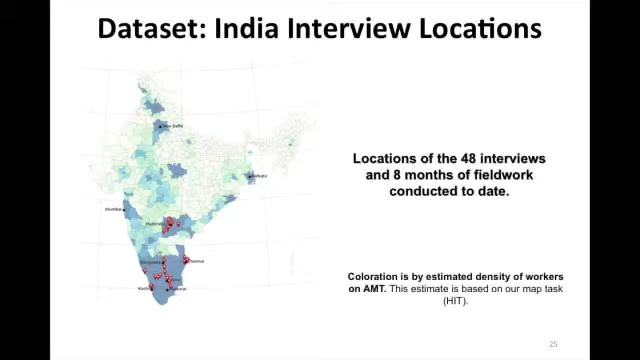 Dataset: India Interview Locations
New Delhi
Kolkata
Mumbai
Hyderabad
Bangalore
Chennai
Kochi
Locations of the 48 interviews
and 8 months of fieldwork
conducted to date.
Coloration is by estimated density of workers
on AMT. This estimate is based on our map task
(HIT).
25